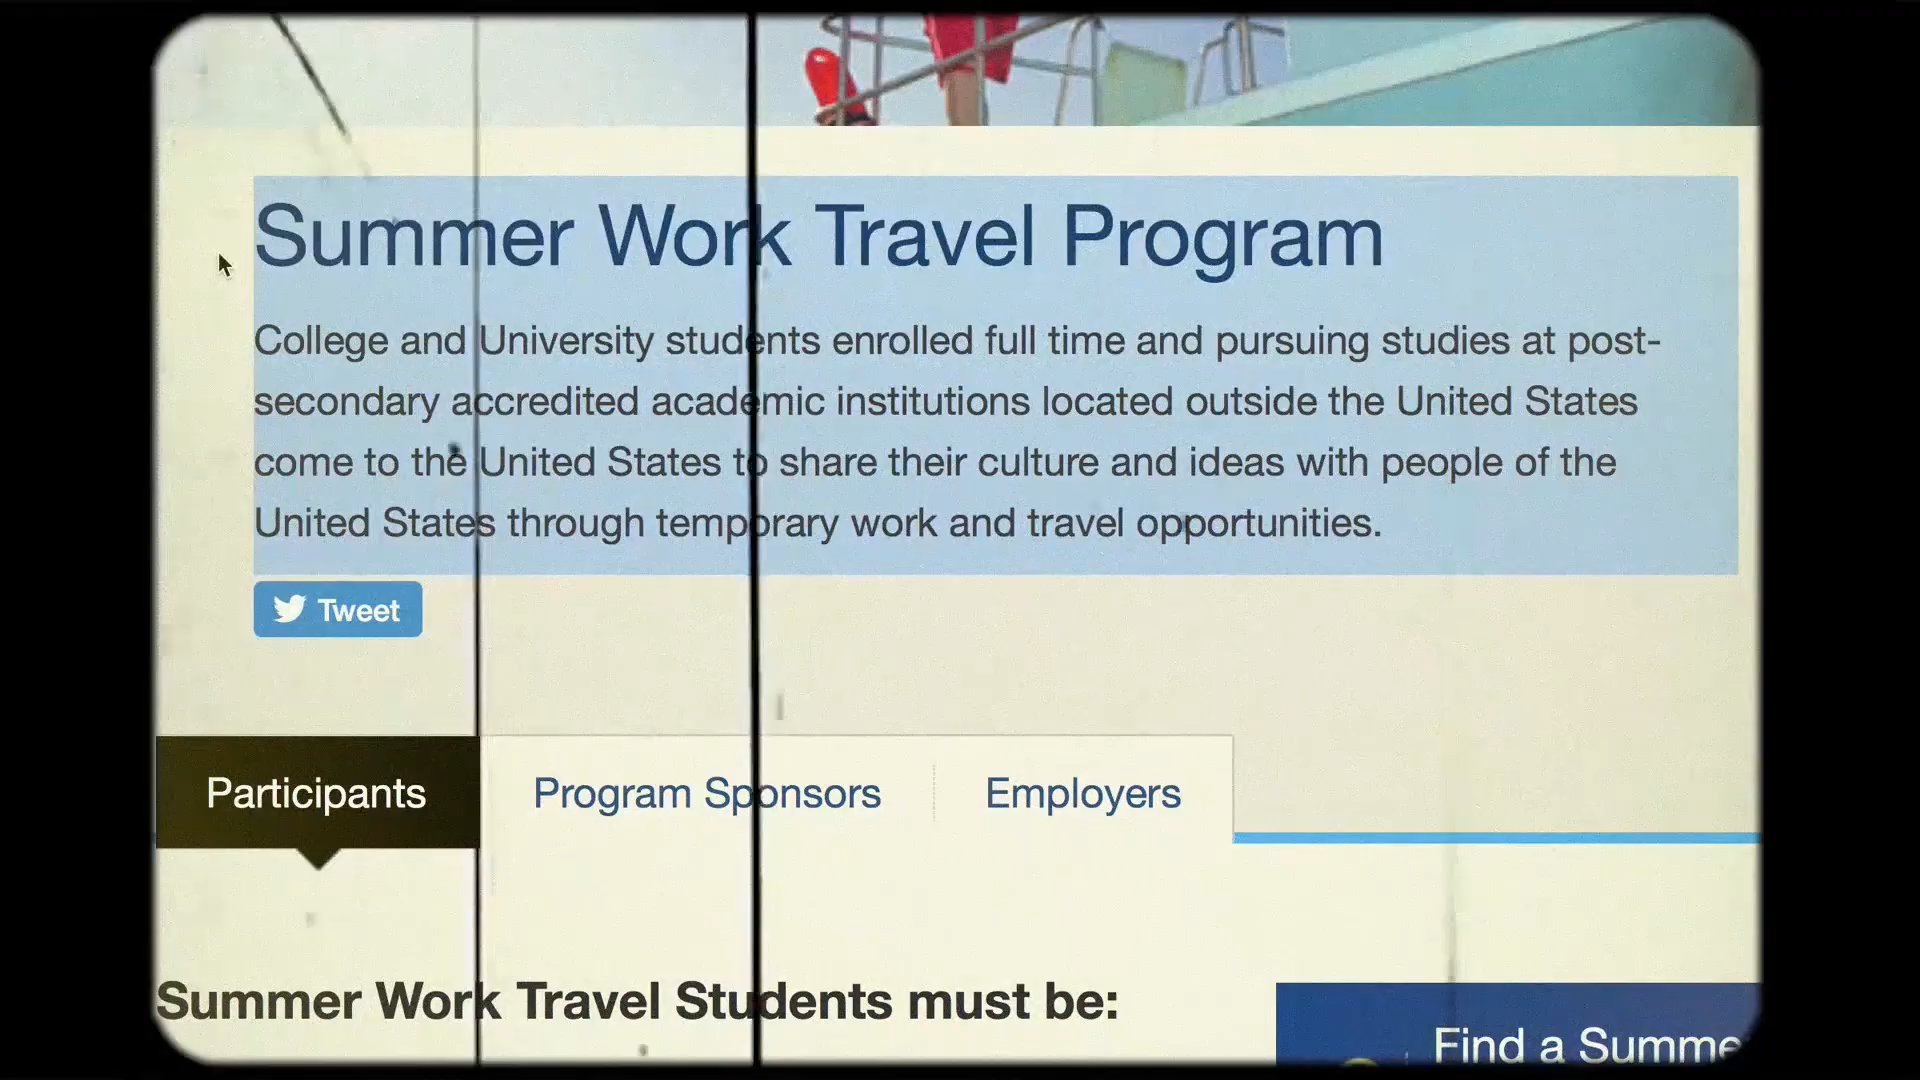 Summer Work Travel Program
College and University students enrolled full time and pursuing studies at post-
secondary accredited academic institutions located outside the United States
come to the United States to share their culture and ideas with people of the
United States through temporary work and travel opportunities.
Tweet
Participants
Program Sponsors
Employers
Summer Work Travel Students must be:
Find a Summe